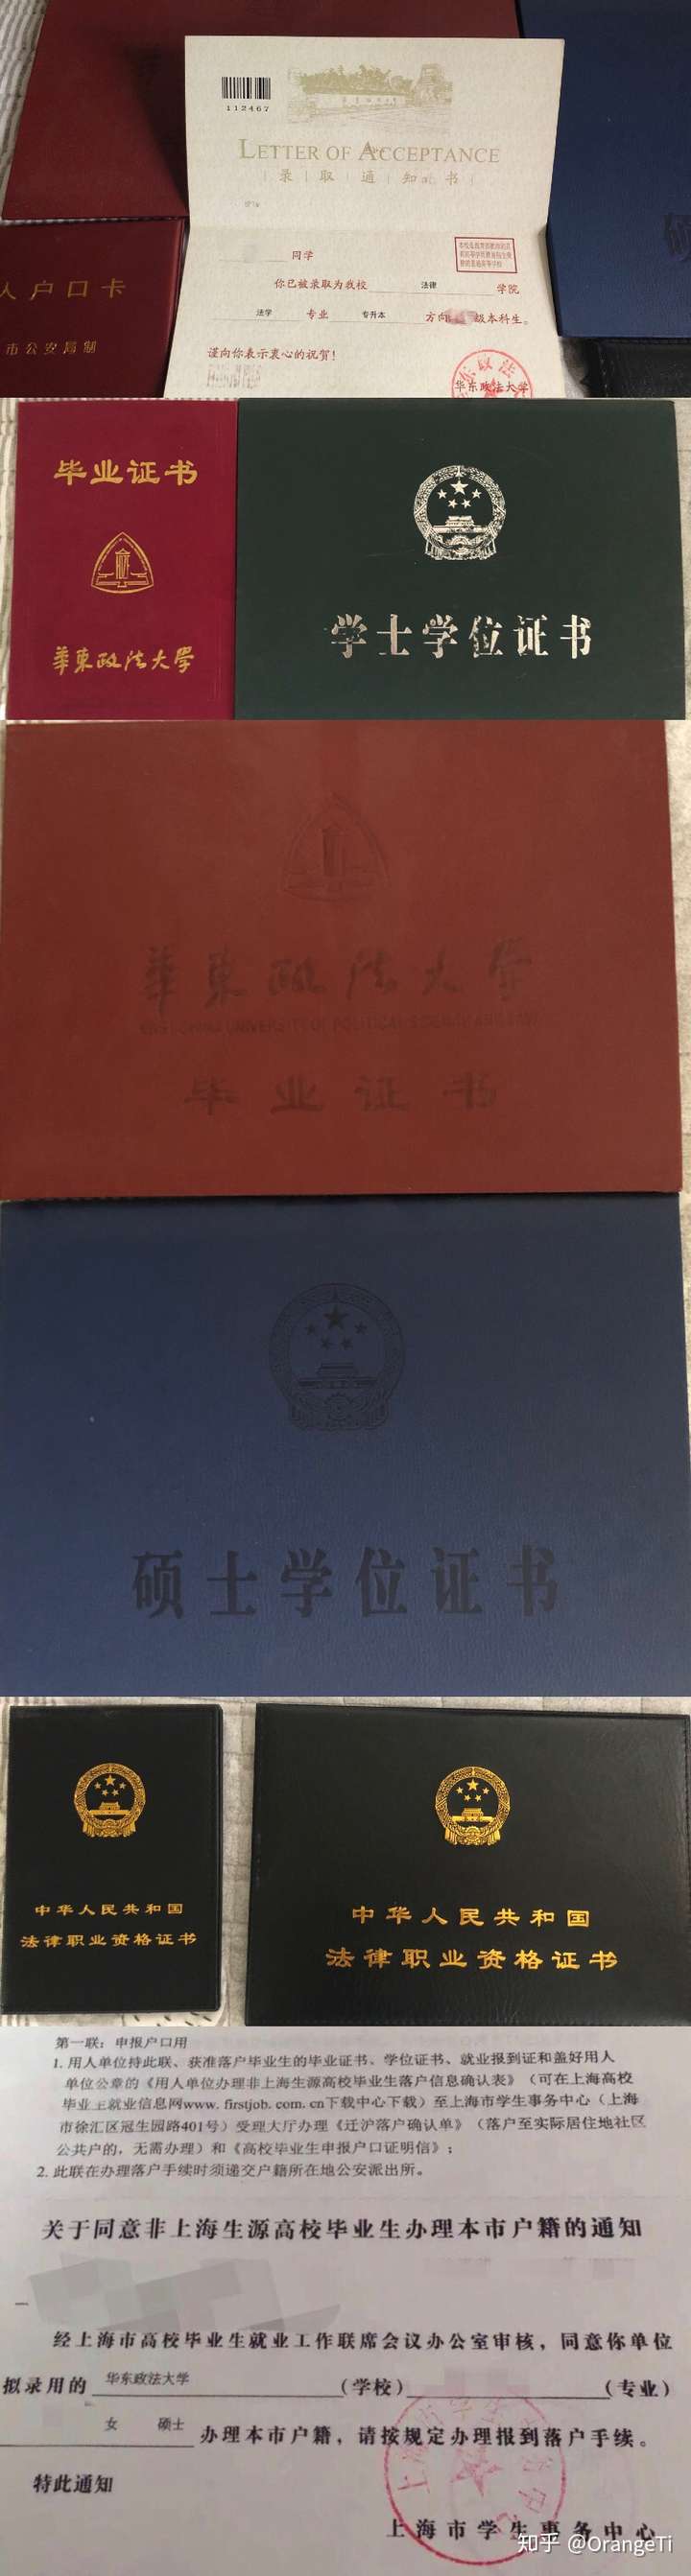 112467
LETTER OF ACCEPTANCE
录取通知书
人户口卡
市公安局制
同学
你已被录取为我校 法律 学院
法学 专业 专升本 方向 级本科生。
谨向你表示衷心的祝贺！
华东政法大学
毕业证书
華東政法大學
学士学位证书
華東政法大學
EAST CHINA UNIVERSITY OF POLITICAL SCIENCE AND LAW
毕业证书
硕士学位证书
中华人民共和国
法律职业资格证书
中华人民共和国
法律职业资格证书
第一联：申报户口用
1. 用人单位持此联、获准落户毕业生的毕业证书、学位证书、就业报到证和盖好用人
单位公章的《用人单位办理非上海生源高校毕业生落户信息确认表》（可在上海高校
毕业生就业信息网www.firstjob.com.cn下载中心下载）至上海市学生事务中心（上海
市徐汇区冠生园路401号）受理大厅办理《迁沪落户确认单》（落户至实际居住地社区
公共户的，无需办理）和《高校毕业生申报户口证明信》；
2. 此联在办理落户手续时须递交户籍所在地公安派出所。
关于同意非上海生源高校毕业生办理本市户籍的通知
经上海市高校毕业生就业工作联席会议办公室审核，同意你单位
拟录用的 华东政法大学 (学校) (专业)
女 硕士 办理本市户籍，请按规定办理报到落户手续。
特此通知
上海市学生事务中心
知乎 @OrangeTi